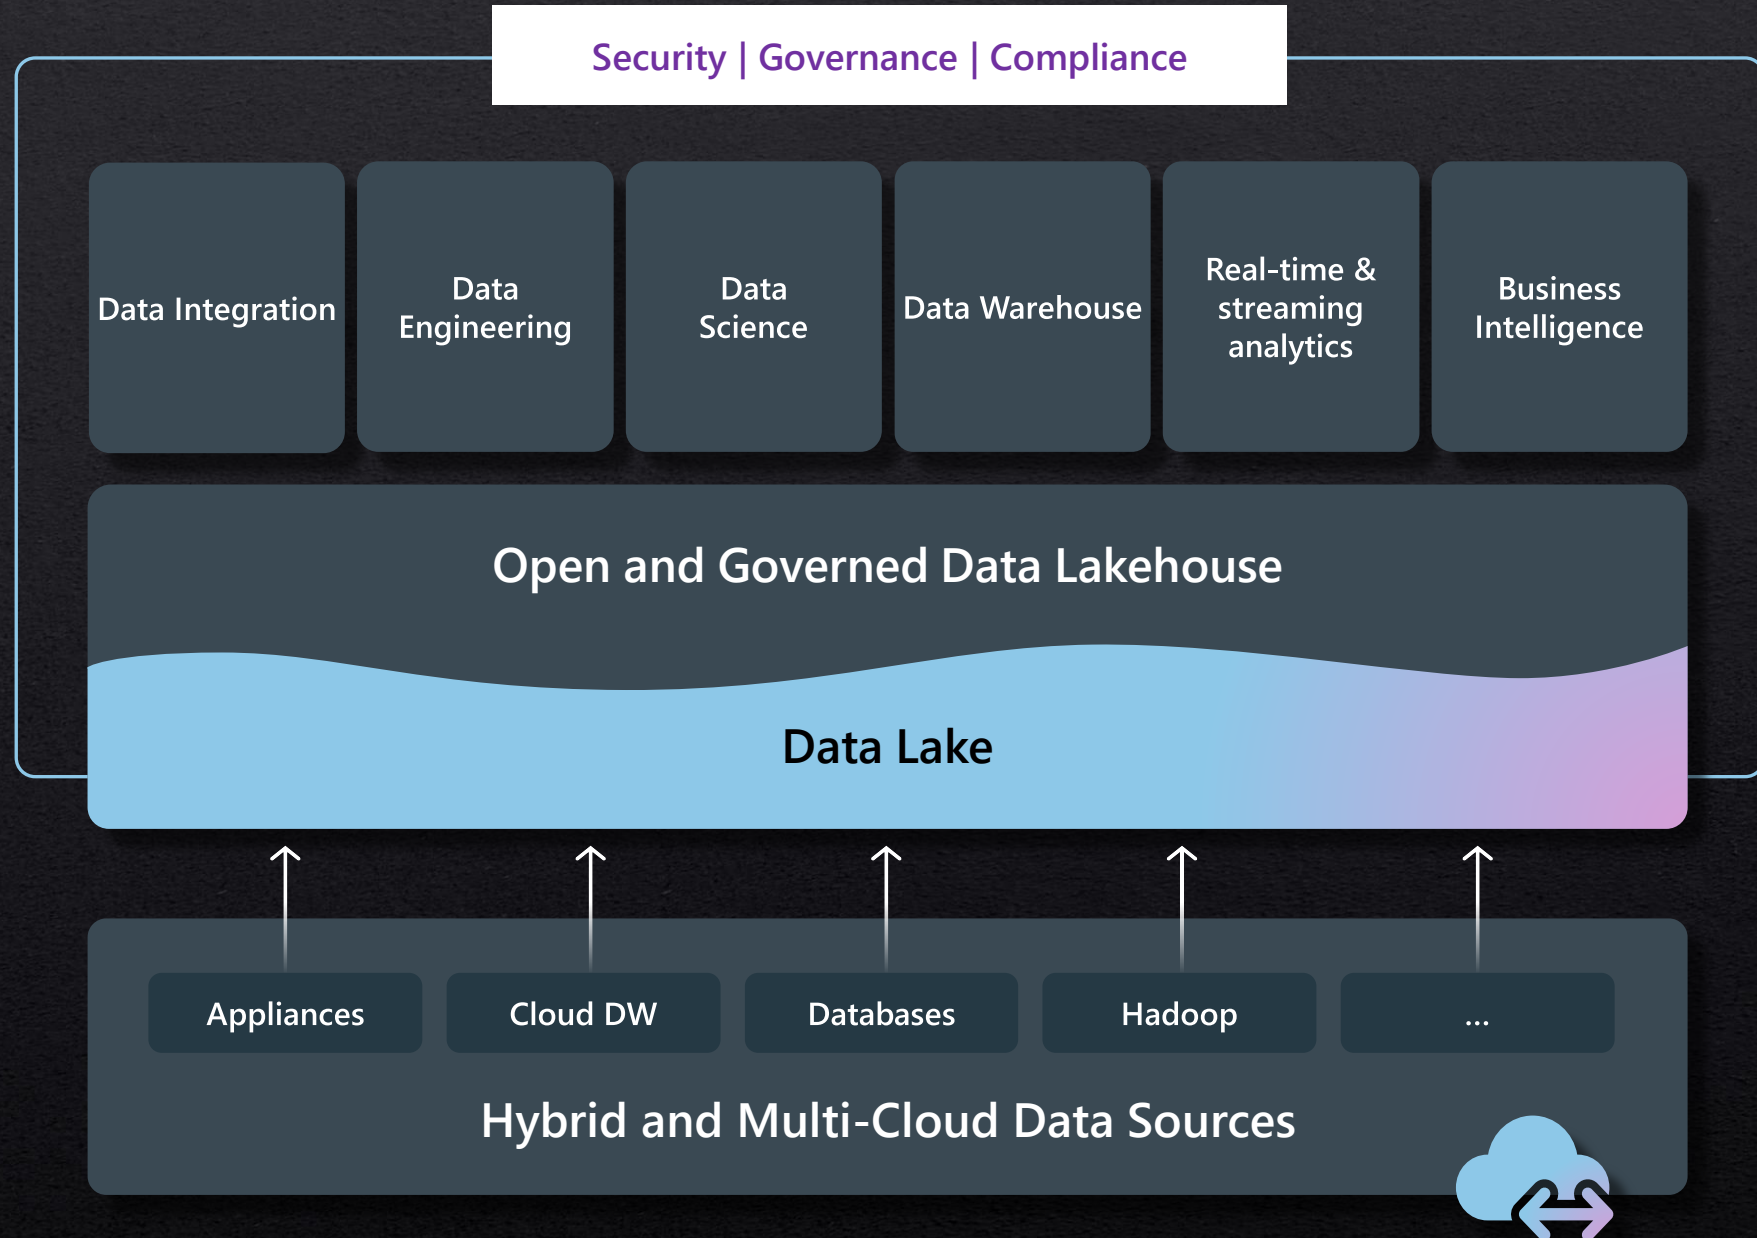 Security | Governance | Compliance
Data Integration
Data
Engineering
Data
Science
Data Warehouse
Real-time &
streaming
analytics
Business
Intelligence
Open and Governed Data Lakehouse
Data Lake
Appliances
Cloud DW
Databases
Hadoop
...
Hybrid and Multi-Cloud Data Sources